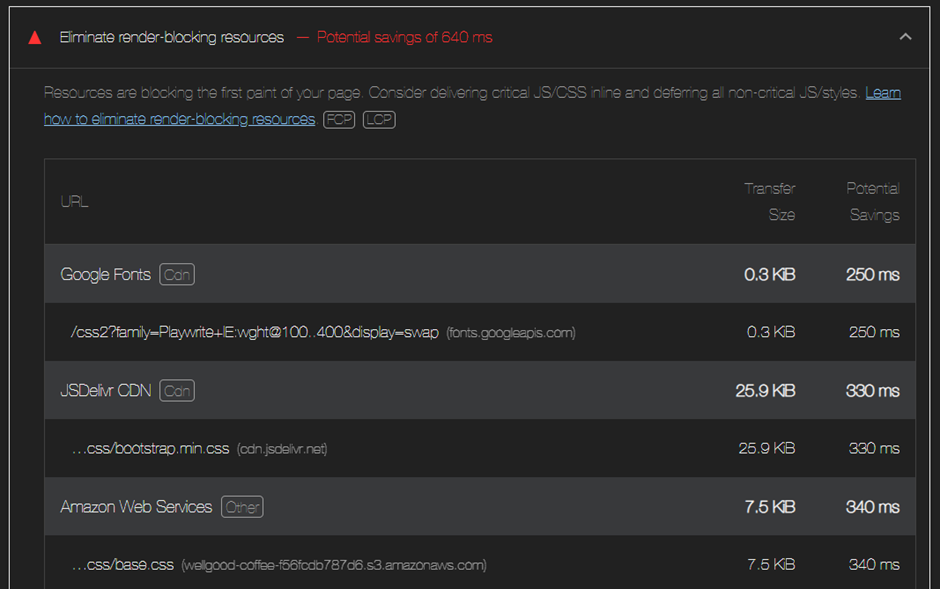 Eliminate render-blocking resources — Potential savings of 640 ms
Resources are blocking the first paint of your page. Consider delivering critical JS/CSS inline and deferring all non-critical JS/styles. Learn
how to eliminate render-blocking resources. FCP LCP
URL Transfer Size Potential Savings
Google Fonts Cdn 0.3 KiB 250 ms
/css2?family=Playwrite+IE:wght@100..400&display=swap (fonts.googleapis.com) 0.3 KiB 250 ms
JSDelivr CDN Cdn 25.9 KiB 330 ms
…css/bootstrap.min.css (cdn.jsdelivr.net) 25.9 KiB 330 ms
Amazon Web Services Other 7.5 KiB 340 ms
…css/base.css (wellgood-coffee-f56fcdb787d6.s3.amazonaws.com) 7.5 KiB 340 ms